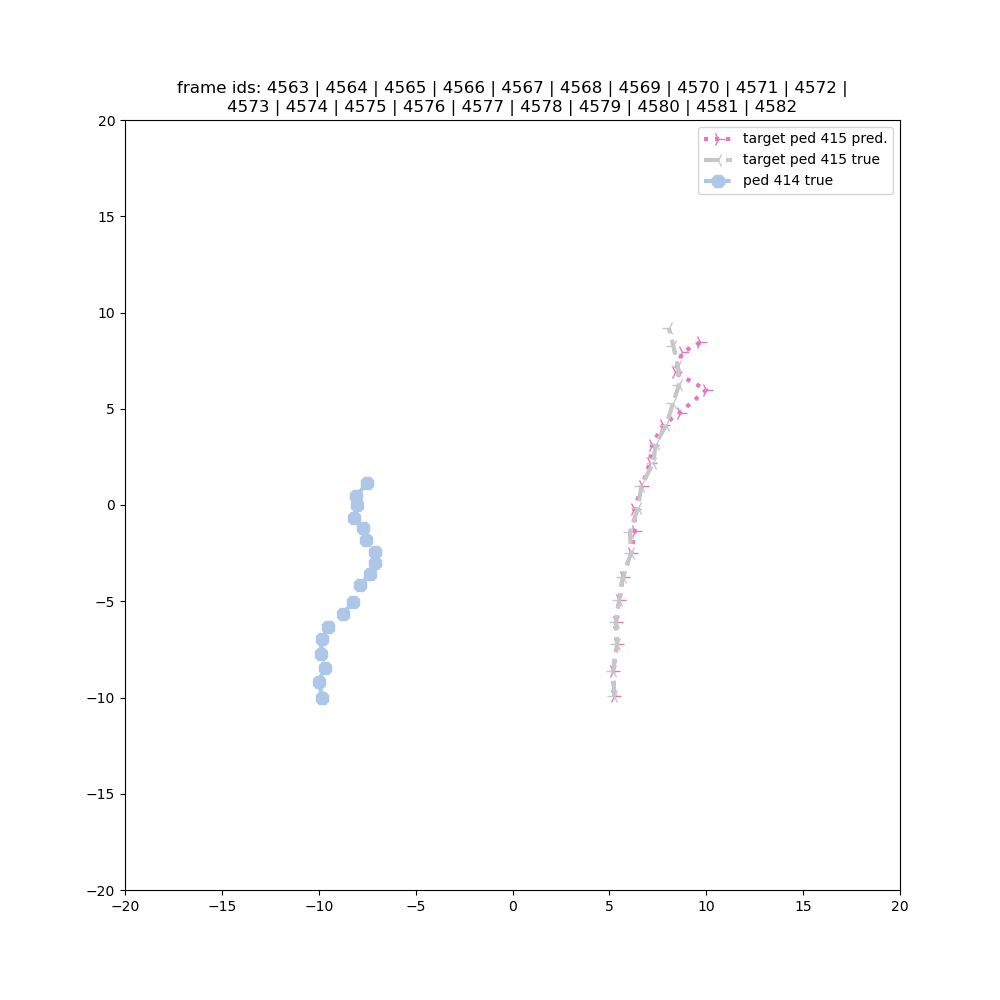 frame ids: 4563 | 4564 | 4565 | 4566 | 4567 | 4568 | 4569 | 4570 | 4571 | 4572 |
4573 | 4574 | 4575 | 4576 | 4577 | 4578 | 4579 | 4580 | 4581 | 4582
target ped 415 pred.
target ped 415 true
ped 414 true
20
15
10
5
0
−5
−10
−15
−20
−20 −15 −10 −5 0 5 10 15 20